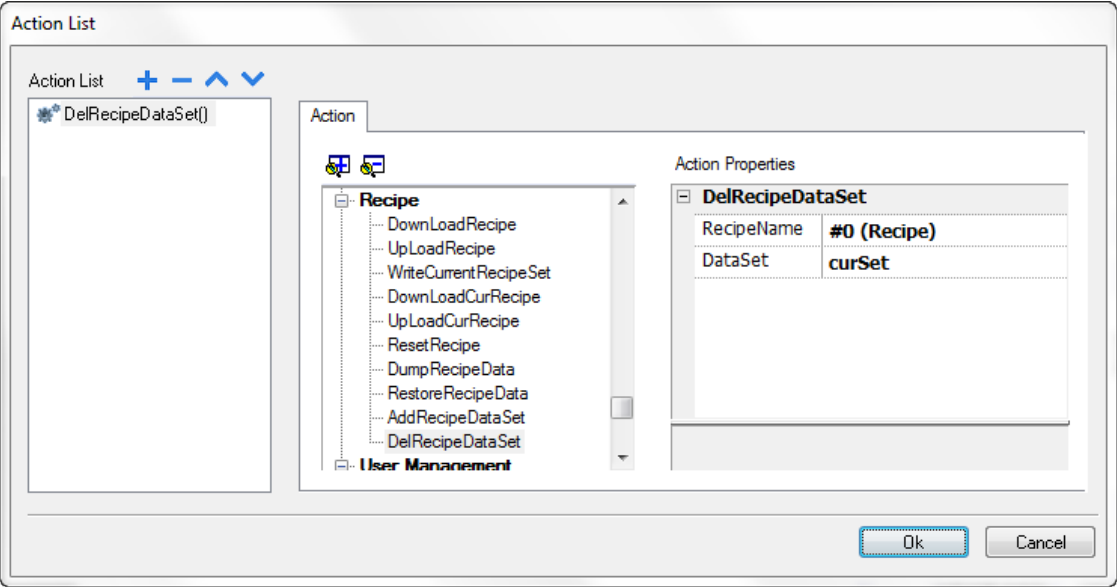 Action List
Action List
DelRecipeDataSet()
Action
Recipe
DownLoadRecipe
UpLoadRecipe
WriteCurrentRecipeSet
DownLoadCurRecipe
UpLoadCurRecipe
ResetRecipe
DumpRecipeData
RestoreRecipeData
AddRecipeDataSet
DelRecipeDataSet
User Management
Action Properties
DelRecipeDataSet
RecipeName #0 (Recipe)
DataSet curSet
Ok Cancel